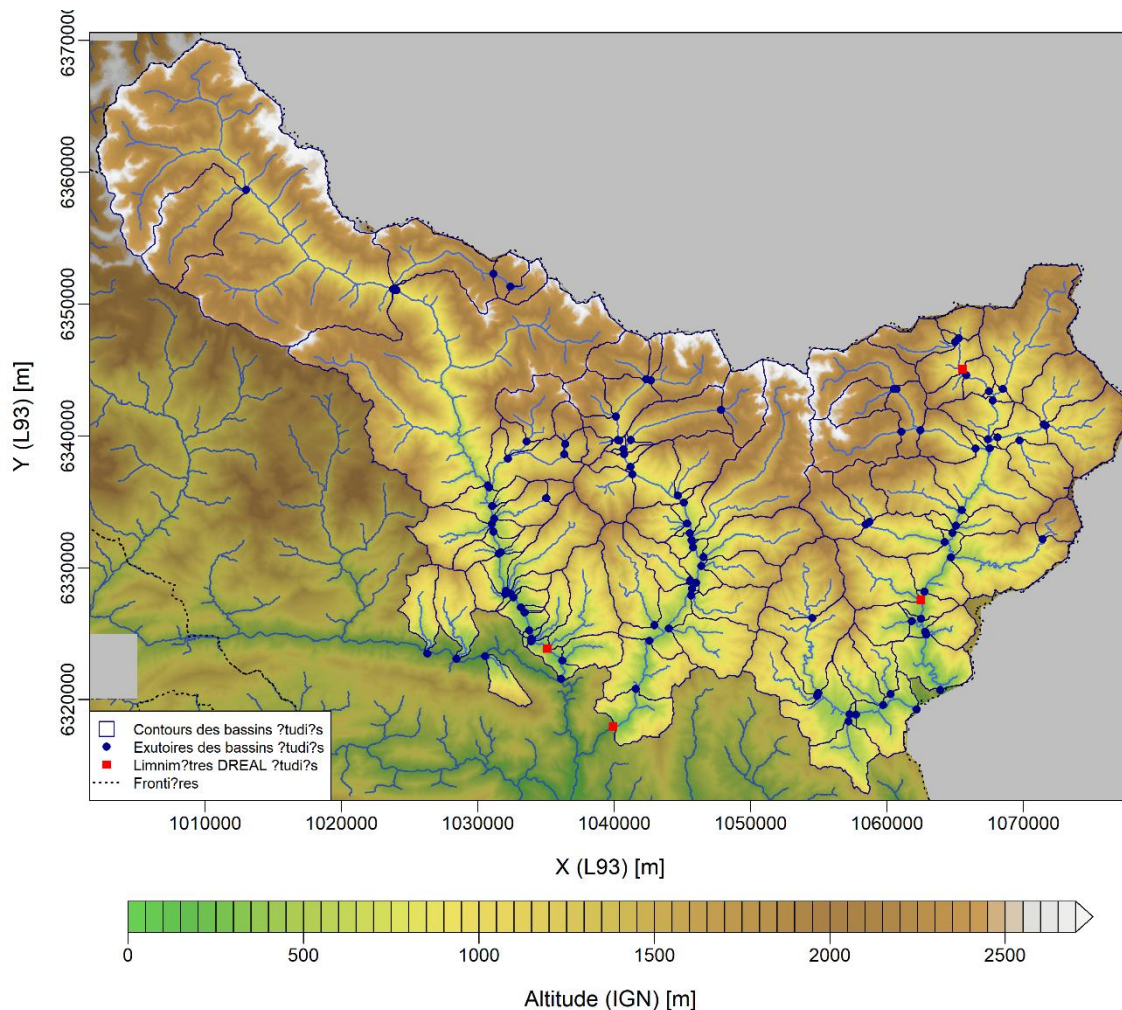 6370000
6360000
6350000
6340000
6330000
6320000
Y (L93) [m]
Contours des bassins ?tudi?s
Exutoires des bassins ?tudi?s
Limnim?tres DREAL ?tudi?s
Fronti?res
1010000 1020000 1030000 1040000 1050000 1060000 1070000
X (L93) [m]
0 500 1000 1500 2000 2500
Altitude (IGN) [m]